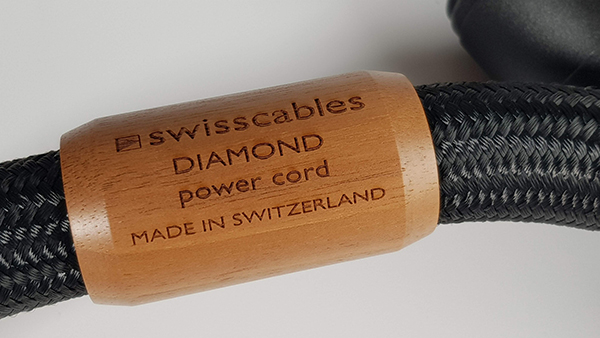 swisscables
DIAMOND
power cord
MADE IN SWITZERLAND